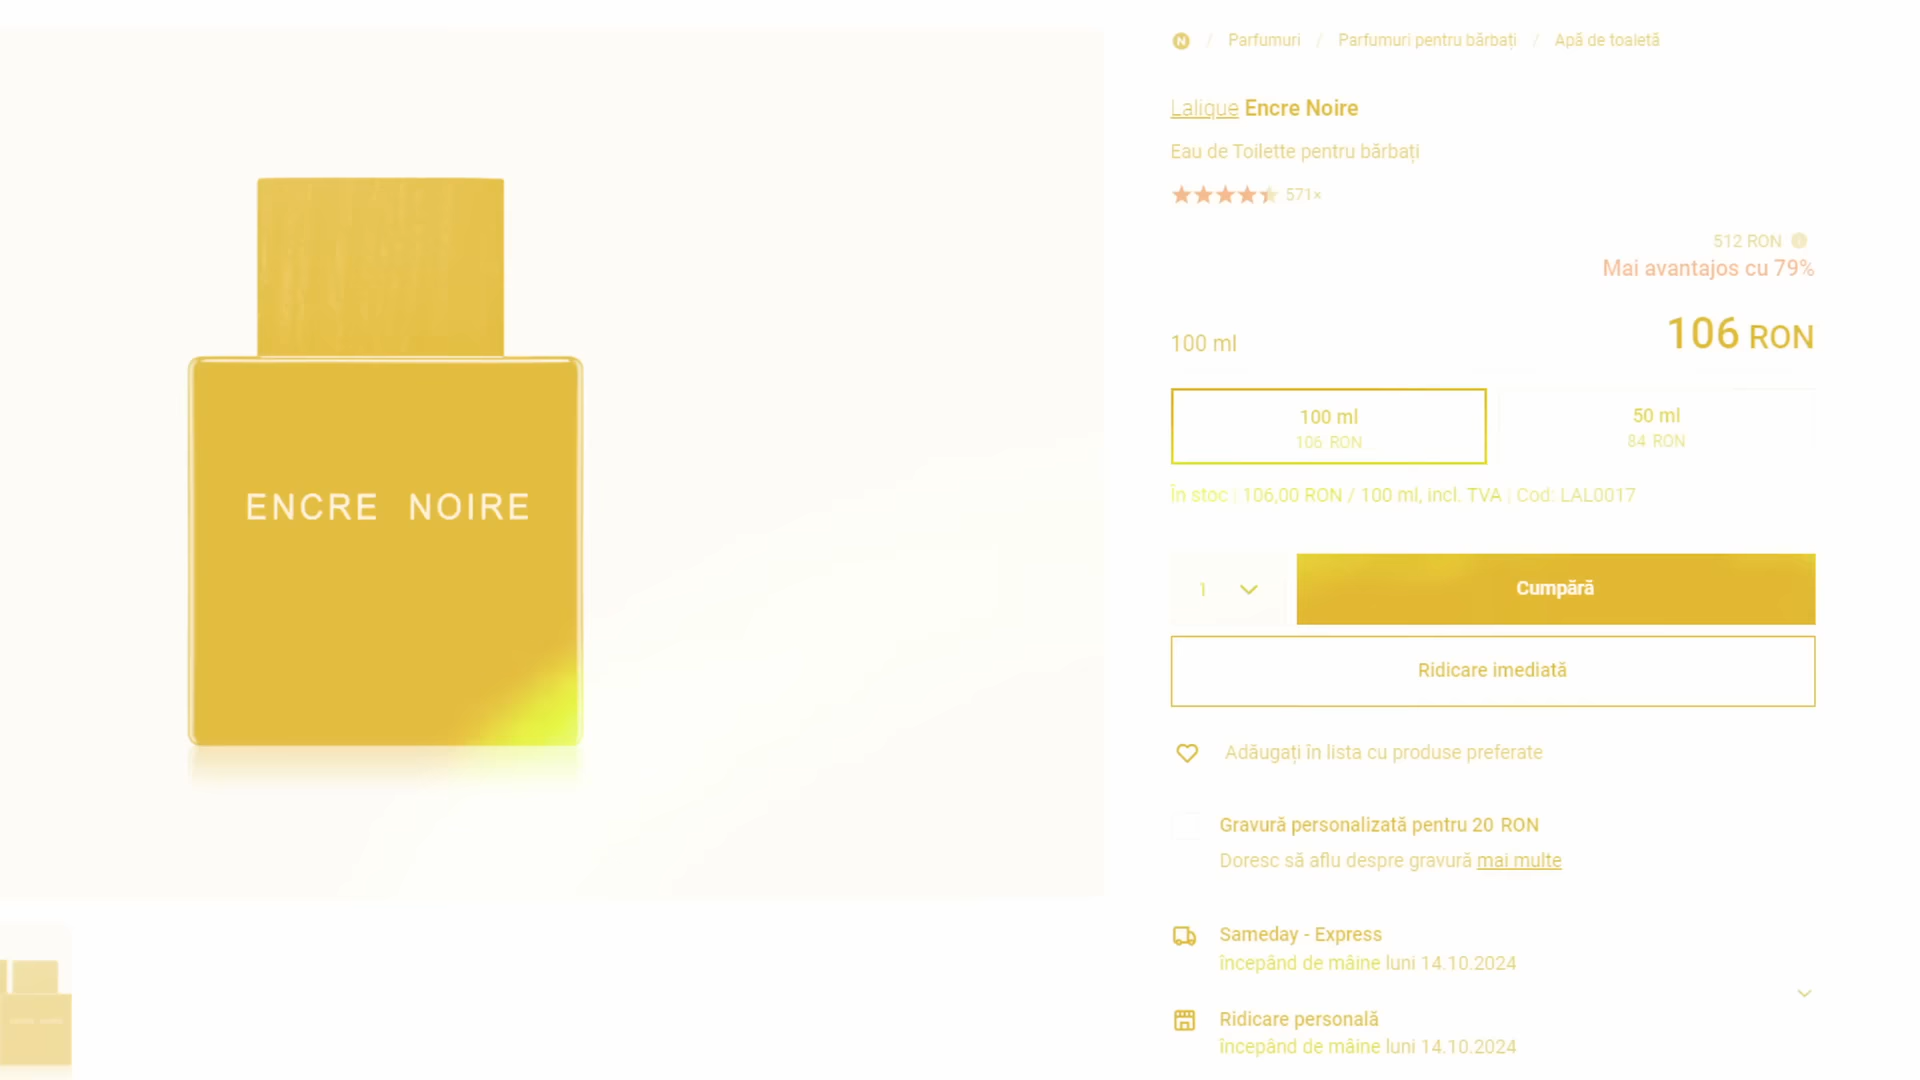 Parfumuri / Parfumuri pentru bărbați / Apă de toaletă
Lalique Encre Noire
Eau de Toilette pentru bărbați
571×
512 RON
Mai avantajos cu 79%
100 ml
106 RON
100 ml
106 RON
50 ml
84 RON
În stoc | 106,00 RON / 100 ml, incl. TVA | Cod: LAL0017
1
Cumpără
Ridicare imediată
Adăugați în lista cu produse preferate
Gravură personalizată pentru 20 RON
Doresc să aflu despre gravură mai multe
Sameday - Express
începând de mâine luni 14.10.2024
Ridicare personală
începând de mâine luni 14.10.2024
ENCRE NOIRE